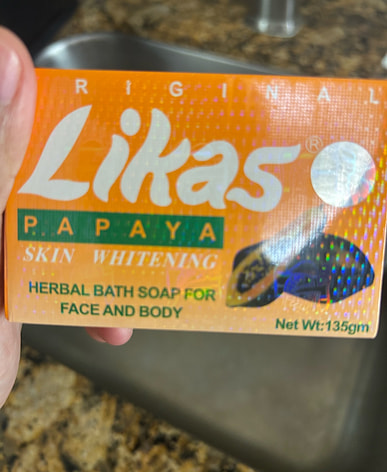 ORIGINAL
Likas®
PAPAYA
SKIN WHITENING
HERBAL BATH SOAP FOR
FACE AND BODY
Net Wt:135gm